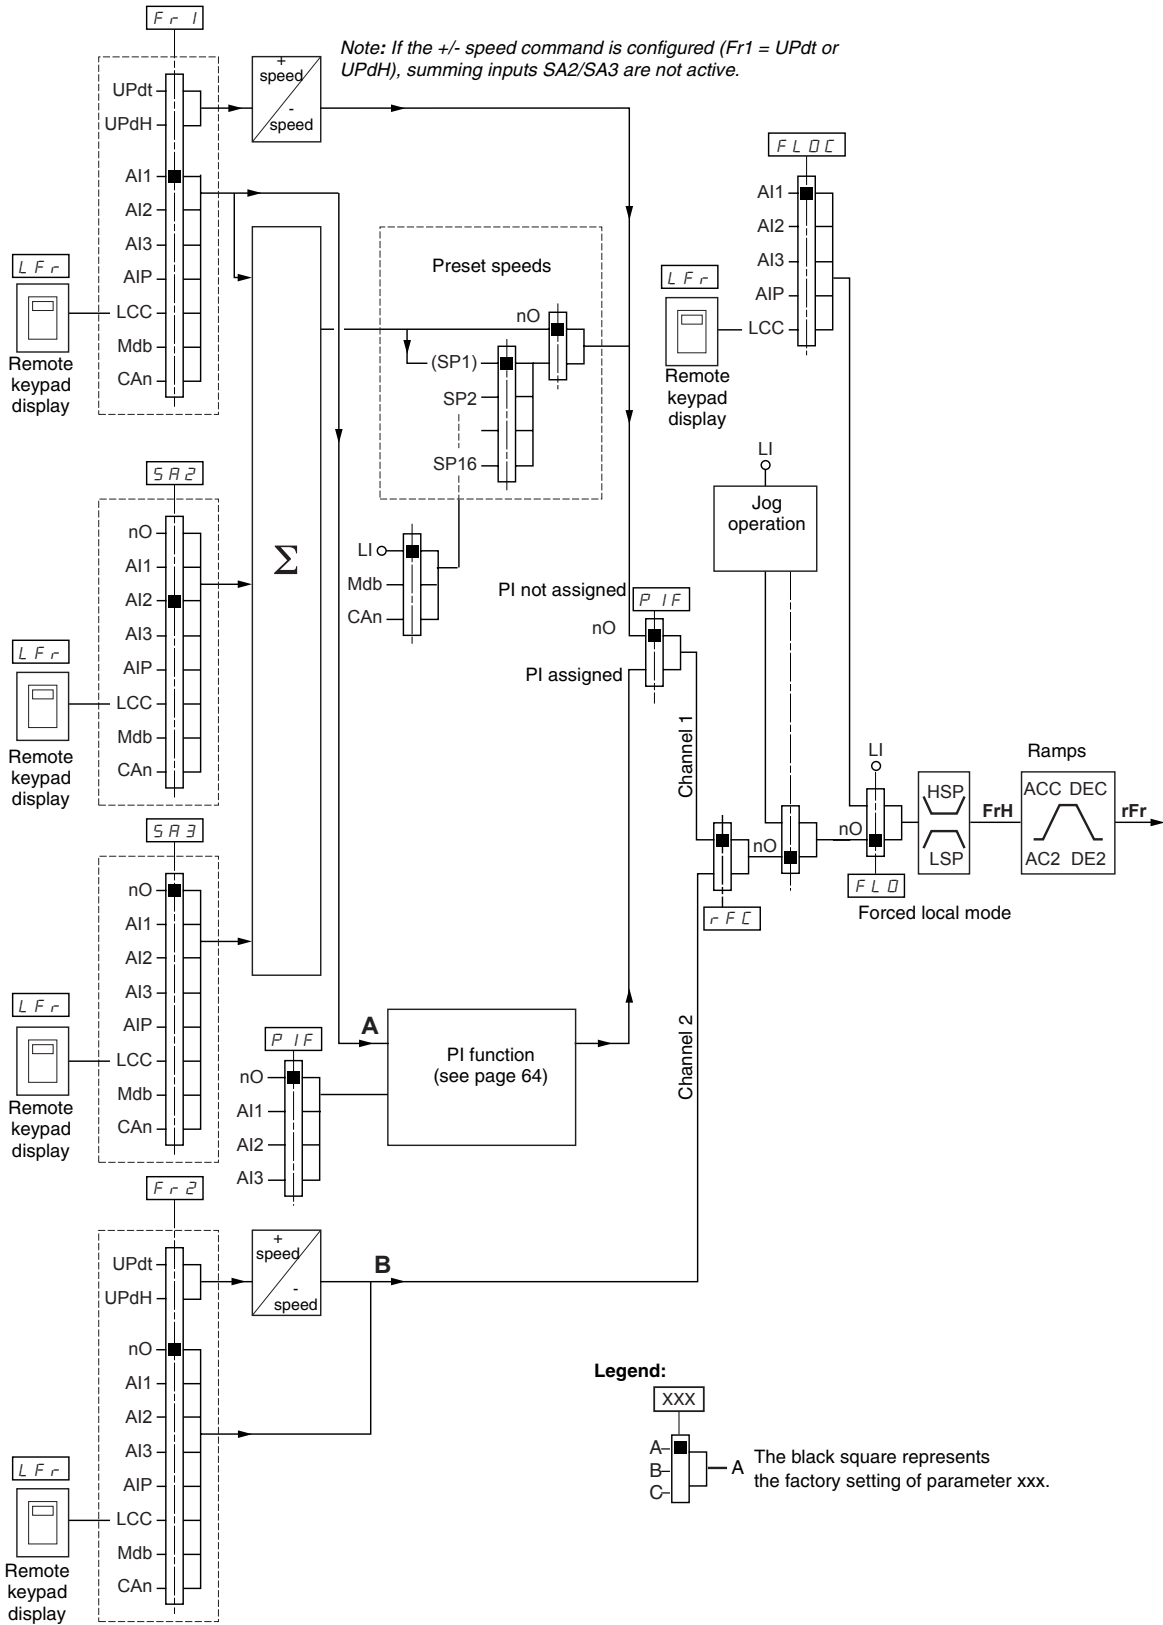 Fr1
Note: If the +/- speed command is configured (Fr1 = UPdt or
UPdH), summing inputs SA2/SA3 are not active.
+
speed
-
speed
UPdt
UPdH
AI1
AI2
AI3
AIP
LCC
Mdb
CAn
LFr
Remote
keypad
display
Preset speeds
nO
(SP1)
SP2
SP16
FLOC
AI1
AI2
AI3
AIP
LCC
LFr
Remote
keypad
display
SA2
nO
AI1
AI2
AI3
AIP
LCC
Mdb
CAn
LFr
Remote
keypad
display
Σ
LI
Mdb
CAn
LI
Jog
operation
PI not assigned
PIF
nO
PI assigned
Channel 1
LI
nO
nO
FLO
Forced local mode
rFC
HSP
LSP
FrH
Ramps
ACC DEC
AC2 DE2
rFr
SA3
nO
AI1
AI2
AI3
AIP
LCC
Mdb
CAn
LFr
Remote
keypad
display
A
PIF
nO
AI1
AI2
AI3
PI function
(see page 64)
Channel 2
Fr2
UPdt
UPdH
+
speed
-
speed
B
nO
AI1
AI2
AI3
AIP
LCC
Mdb
CAn
LFr
Remote
keypad
display
Legend:
XXX
A
B
C
A
The black square represents
the factory setting of parameter xxx.